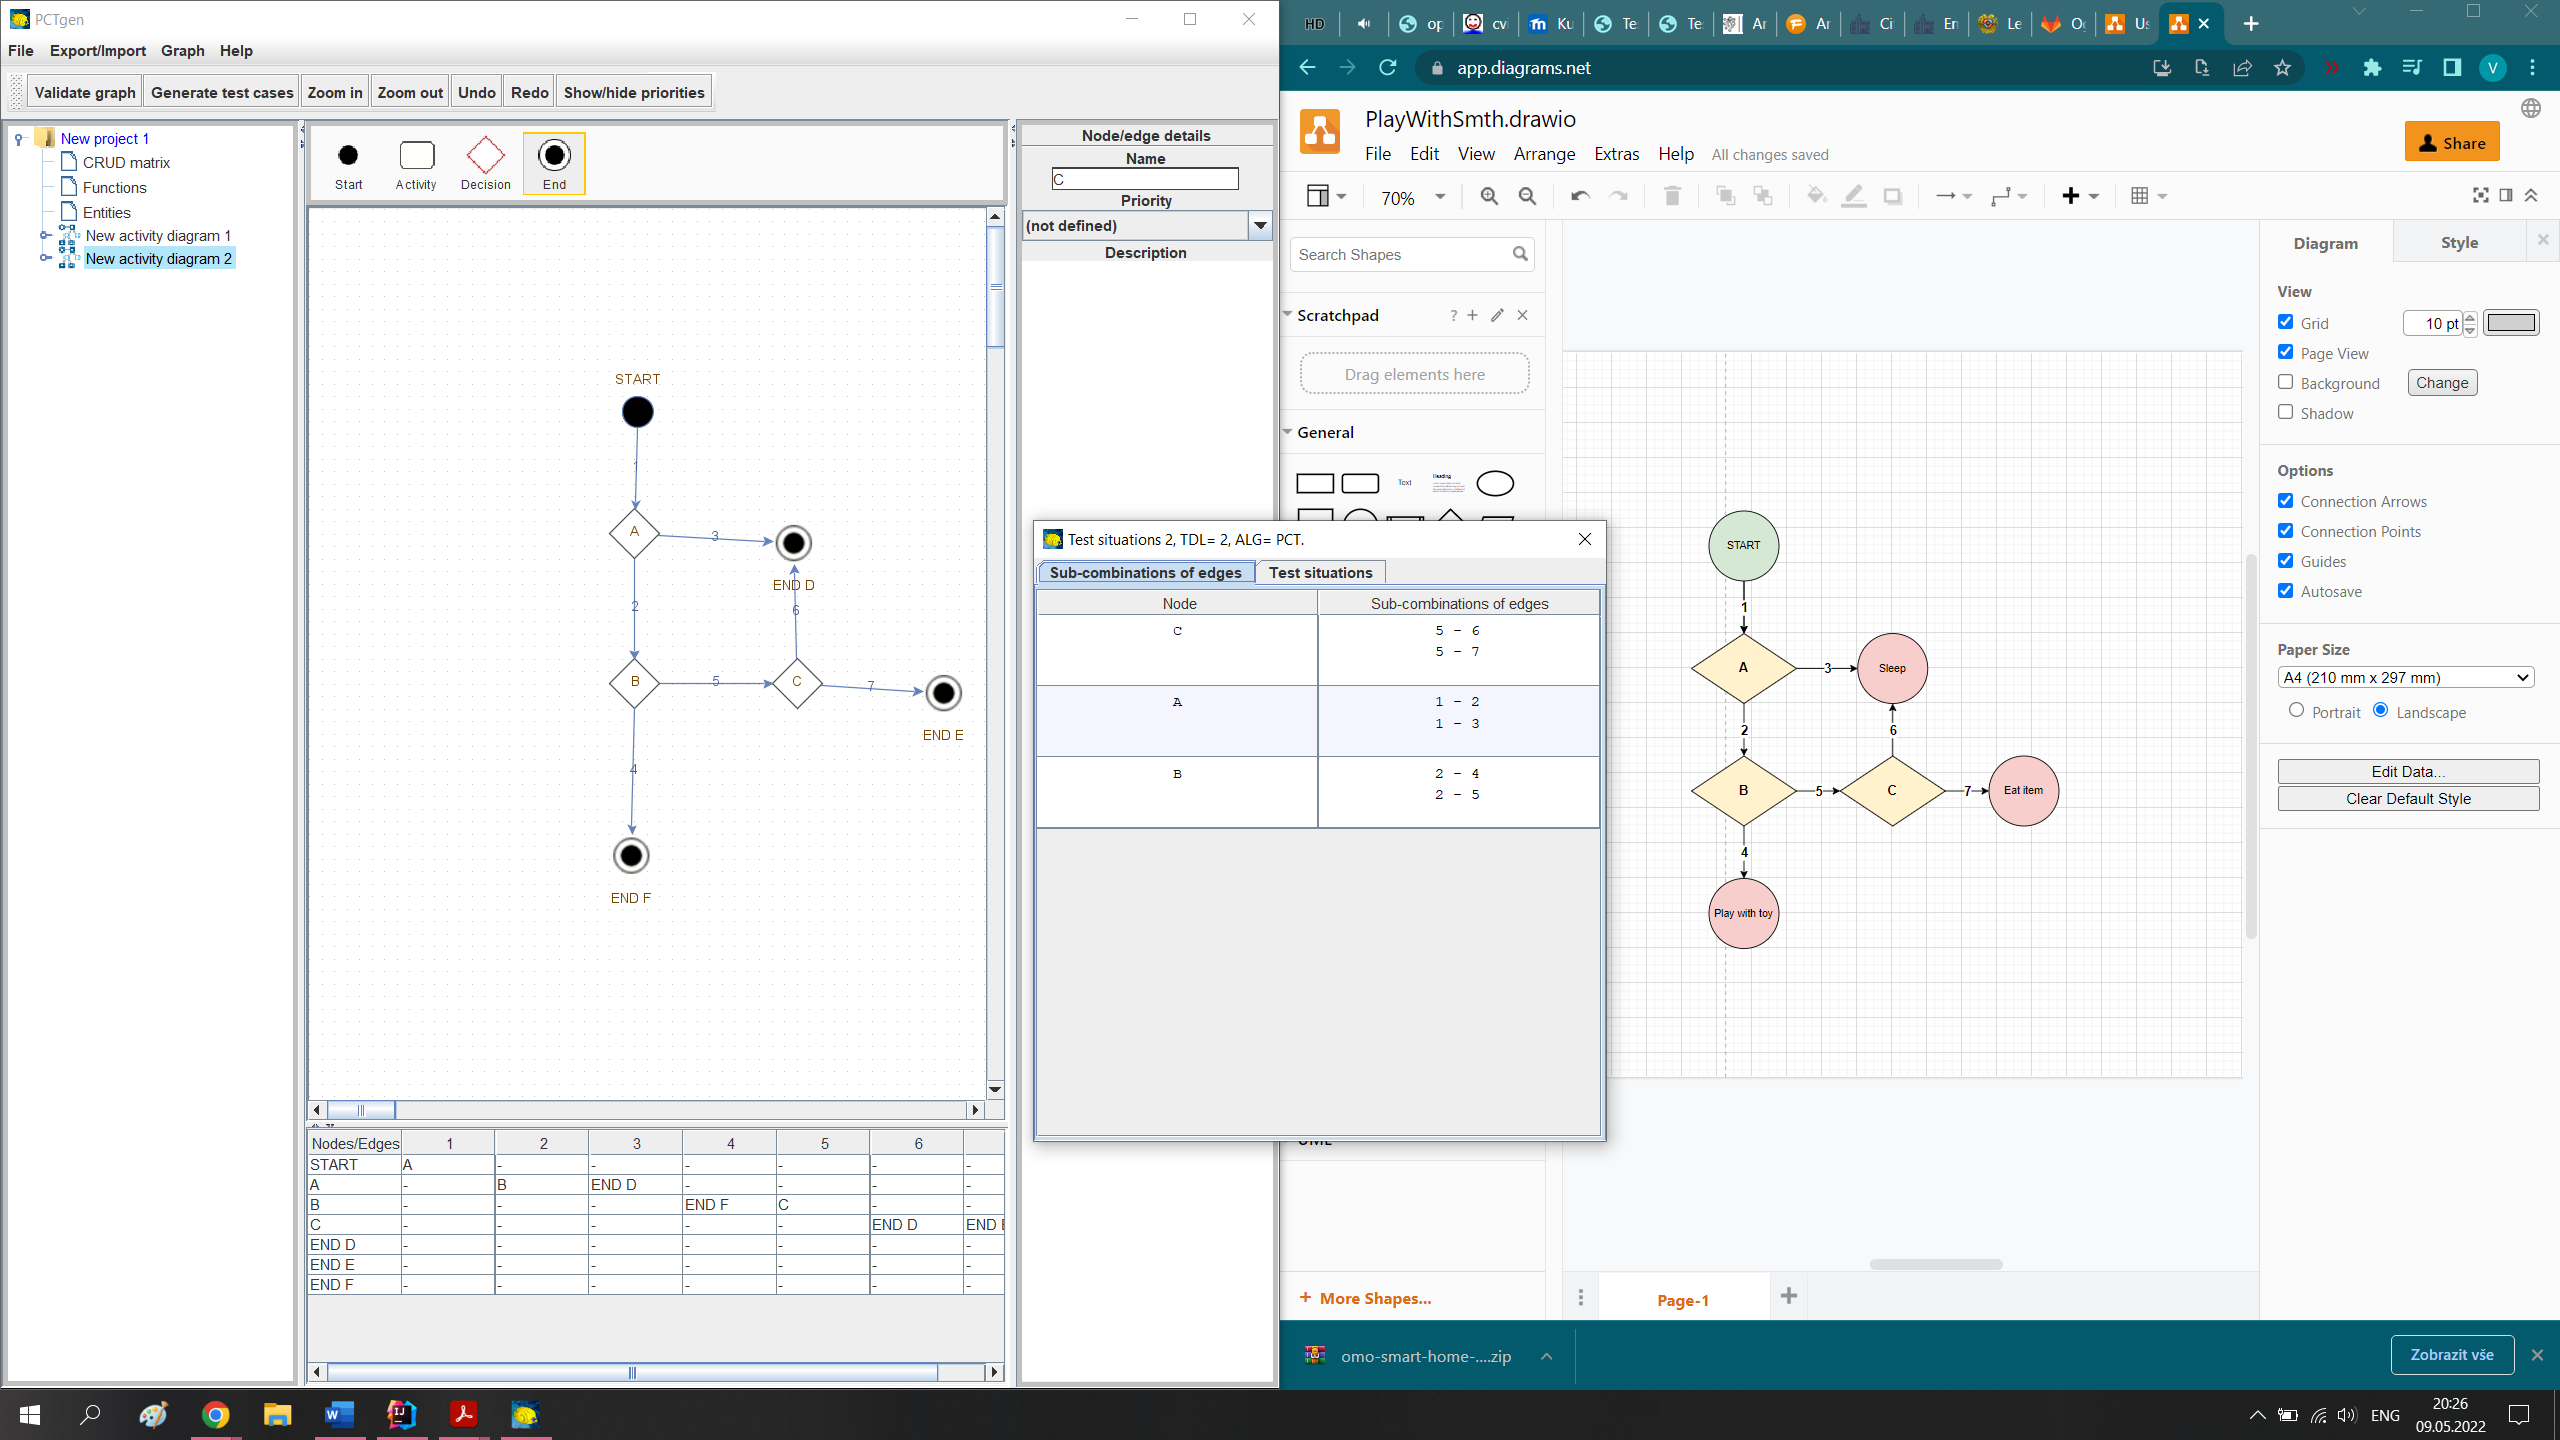 PCTgen
File Export/Import Graph Help
Validate graph Generate test cases Zoom in Zoom out Undo Redo Show/hide priorities
New project 1
CRUD matrix
Functions
Entities
New activity diagram 1
New activity diagram 2
Start Activity Decision End
START
1
A
3
END D
2
6
B
5
C
7
END E
4
END F
Nodes/Edges 1 2 3 4 5 6
START A - - - - - -
A - B END D - - - -
B - - - END F C - -
C - - - - - END D END
END D - - - - - - -
END E - - - - - - -
END F - - - - - - -
Node/edge details
Name
C
Priority
(not defined)
Description
Test situations 2, TDL= 2, ALG= PCT.
Sub-combinations of edges Test situations
Node Sub-combinations of edges
C 5 - 6
5 - 7
A 1 - 2
1 - 3
B 2 - 4
2 - 5
HD op cv Ku Te Te Ar Ar Ci En Le O Us
app.diagrams.net
V
PlayWithSmth.drawio
File Edit View Arrange Extras Help All changes saved
Share
70%
Search Shapes
Scratchpad ?
Drag elements here
General
Text Heading
More Shapes...
START
1
A
3
Sleep
2
6
B
5
C
7
Eat item
4
Play with toy
Page-1
Diagram Style
View
Grid 10 pt
Page View
Background Change
Shadow
Options
Connection Arrows
Connection Points
Guides
Autosave
Paper Size
A4 (210 mm x 297 mm)
Portrait Landscape
Edit Data...
Clear Default Style
omo-smart-home-....zip
Zobrazit vše
ENG
20:26
09.05.2022